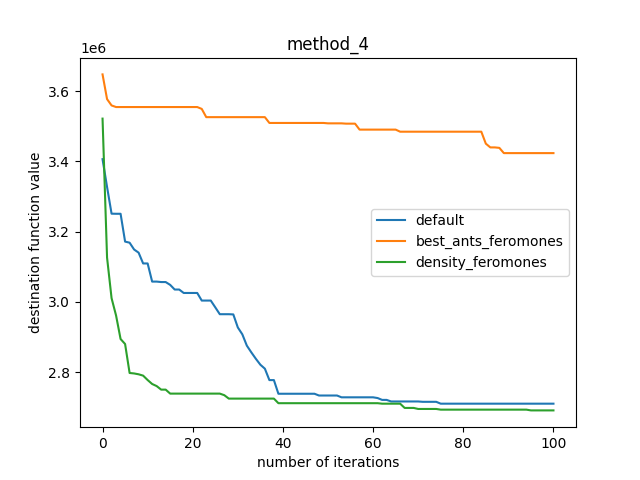 method_4
1e6
3.6
3.4
3.2
3.0
2.8
destination function value
default
best_ants_feromones
density_feromones
0
20
40
60
80
100
number of iterations